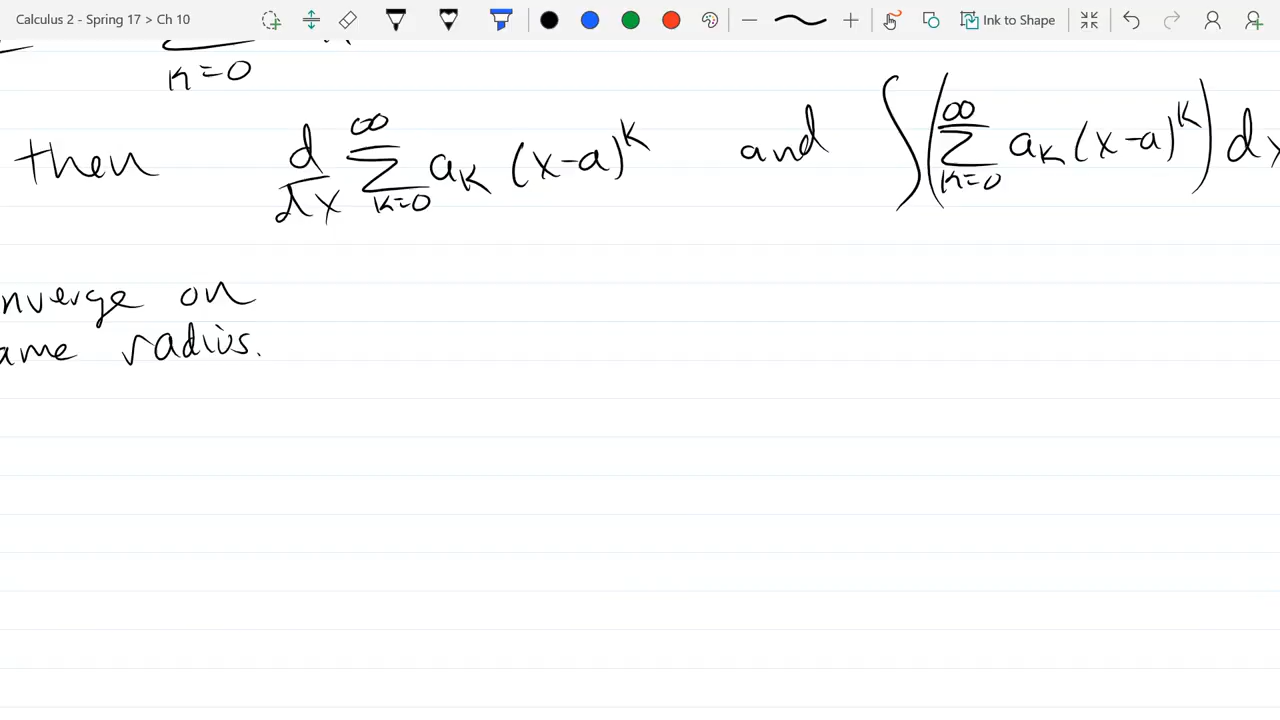 Calculus 2 - Spring 17 > Ch 10
Ink to Shape
k=0
then d/dx ∞∑k=0 a_k (x-a)^k and ∫(∞∑k=0 a_k (x-a)^k) dx
nverge on
ame radius.